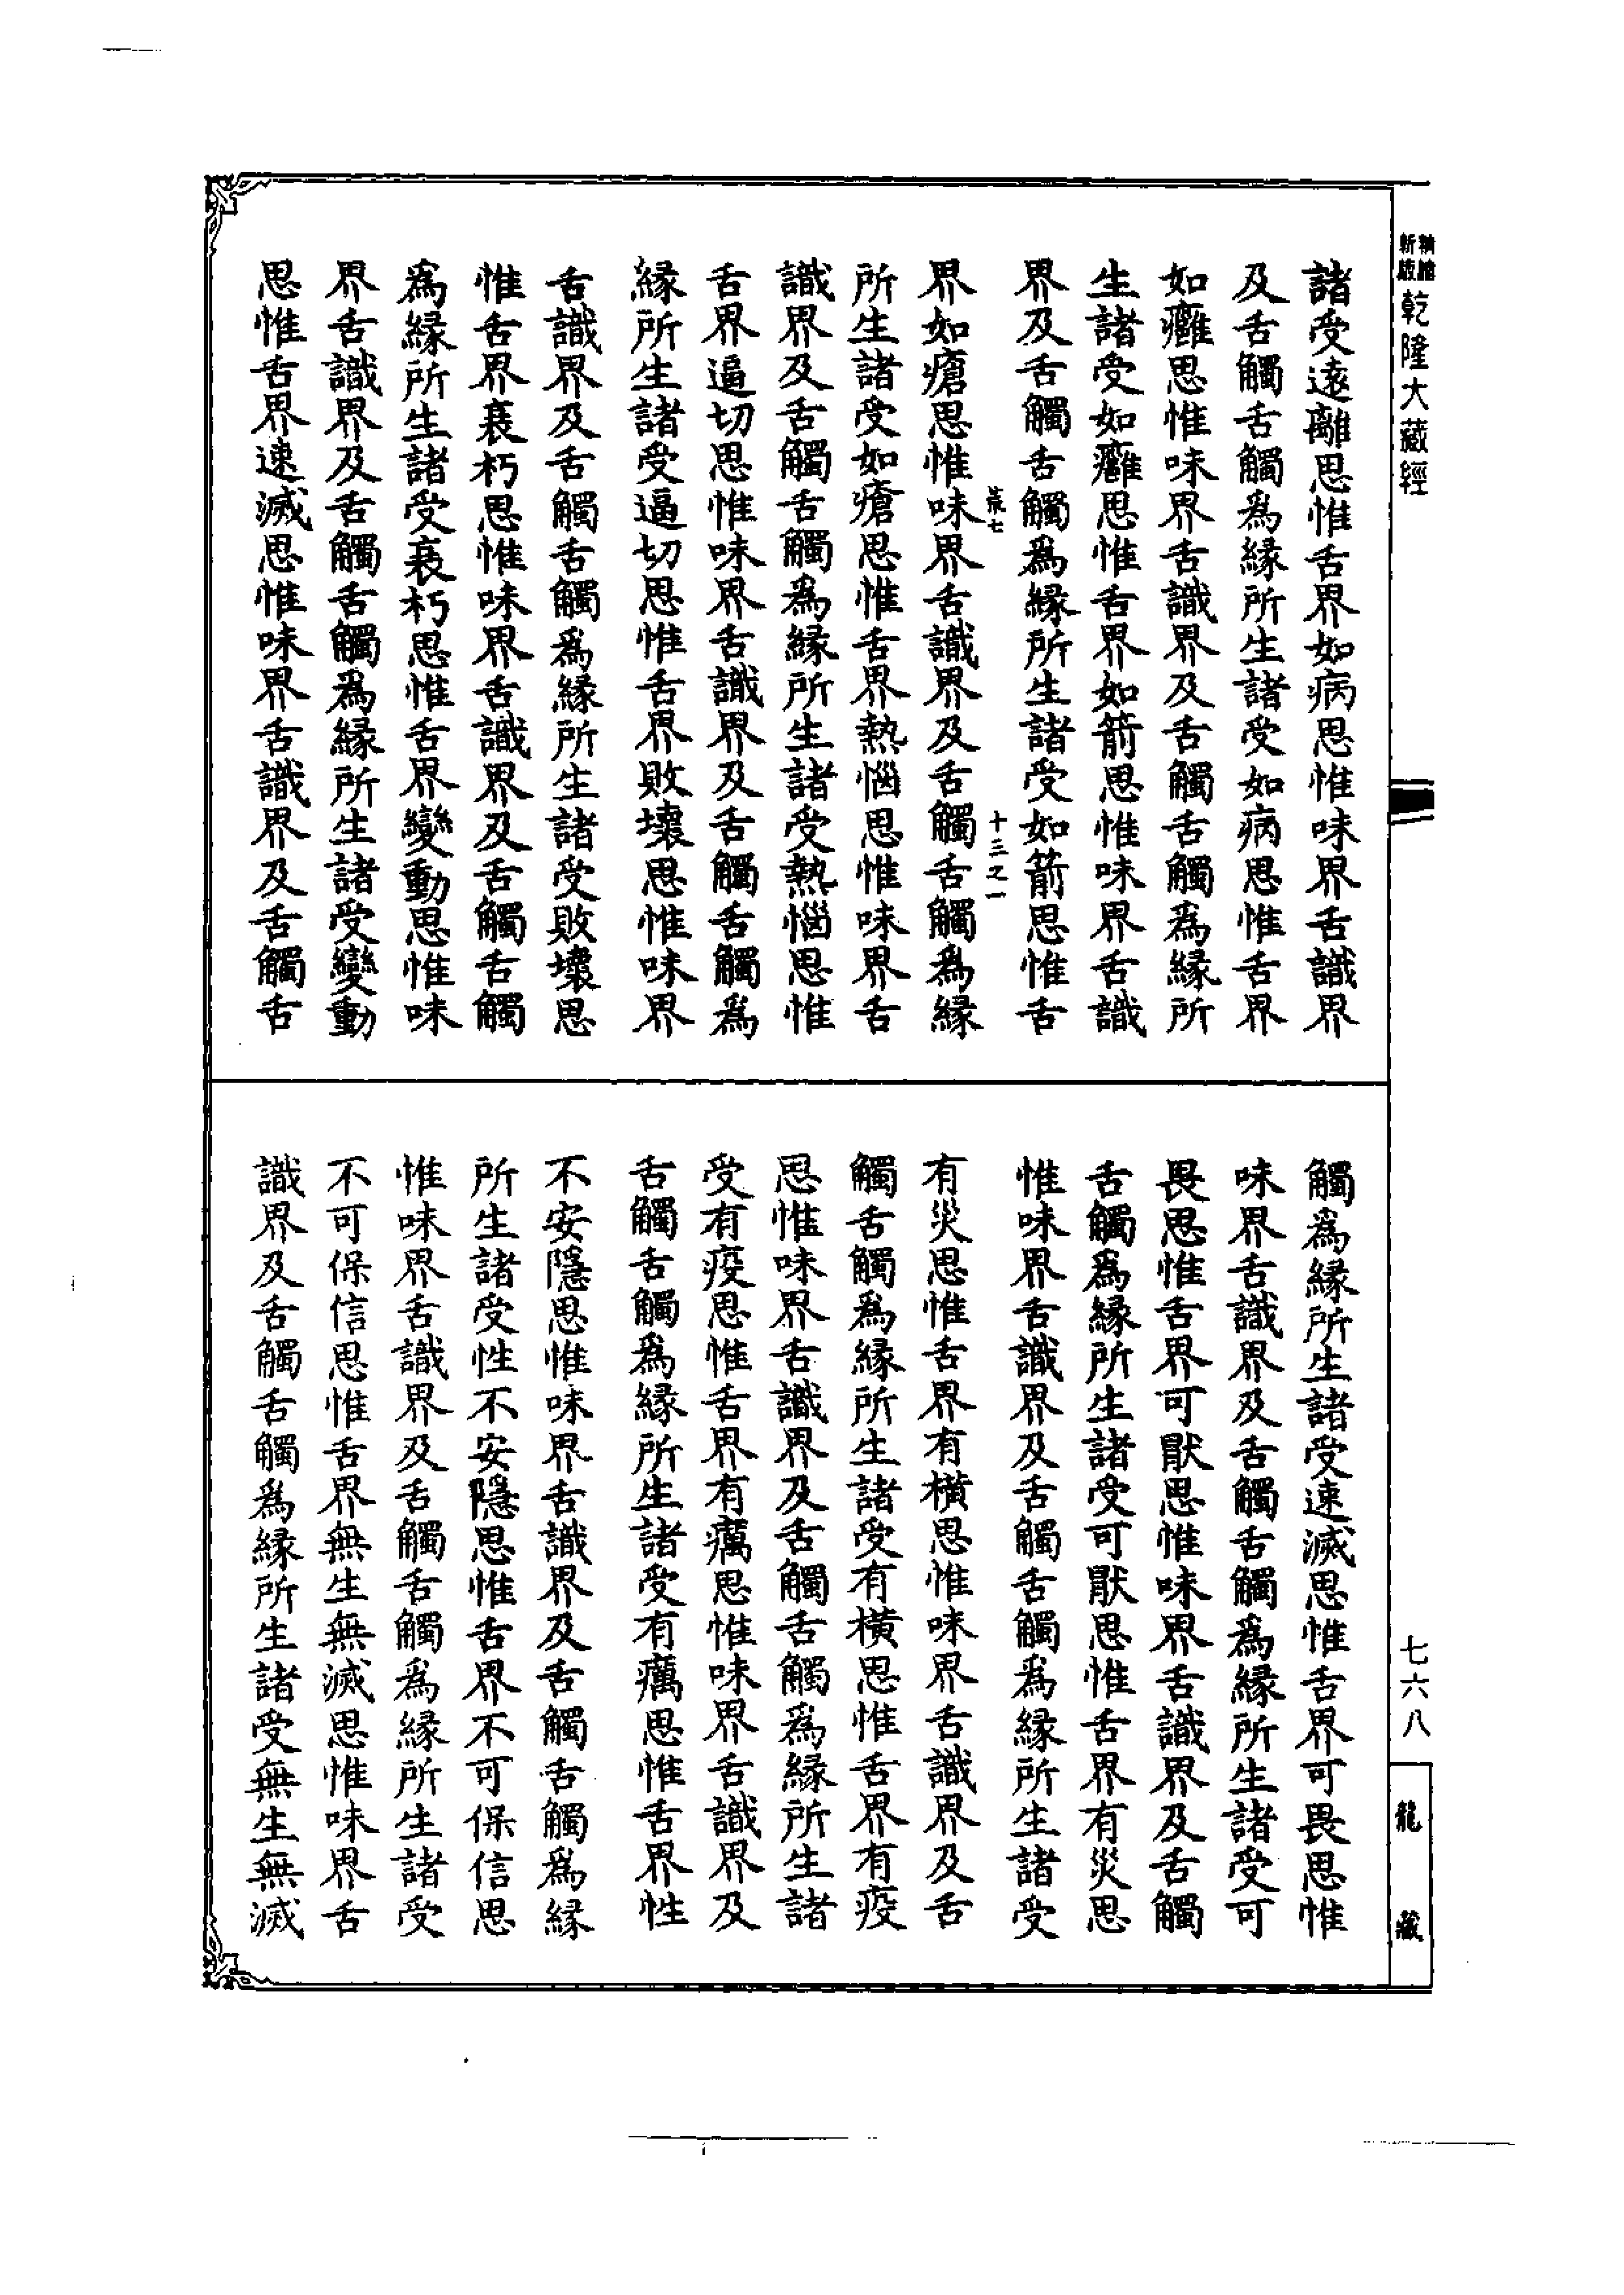 乾隆大藏經
七六八
龍藏
諸受遠離思惟舌界如病思惟味界舌識界
及舌觸舌觸爲緣所生諸受如病思惟舌界
如癰思惟味界舌識界及舌觸舌觸爲緣所
生諸受如癰思惟舌界如箭思惟味界舌識
界及舌觸舌觸爲緣所生諸受如箭思惟舌
十三之一
界如瘡思惟味界舌識界及舌觸舌觸爲緣
所生諸受如瘡思惟舌界熱惱思惟味界舌
識界及舌觸舌觸爲緣所生諸受熱惱思惟
舌界逼切思惟味界舌識界及舌觸舌觸爲
緣所生諸受逼切思惟舌界敗壞思惟味界
舌識界及舌觸舌觸爲緣所生諸受敗壞思
惟舌界衰朽思惟味界舌識界及舌觸舌觸
爲緣所生諸受衰朽思惟舌界變動思惟味
界舌識界及舌觸舌觸爲緣所生諸受變動
思惟舌界速滅思惟味界舌識界及舌觸舌
觸爲緣所生諸受速滅思惟舌界可畏思惟
味界舌識界及舌觸舌觸爲緣所生諸受可
畏思惟舌界可猒思惟味界舌識界及舌觸
舌觸爲緣所生諸受可猒思惟舌界有災思
惟味界舌識界及舌觸舌觸爲緣所生諸受
有災思惟舌界有橫思惟味界舌識界及舌
觸舌觸爲緣所生諸受有橫思惟舌界有疫
思惟味界舌識界及舌觸舌觸爲緣所生諸
受有疫思惟舌界有癘思惟味界舌識界及
舌觸舌觸爲緣所生諸受有癘思惟舌界性
不安隱思惟味界舌識界及舌觸舌觸爲緣
所生諸受性不安隱思惟舌界不可保信思
惟味界舌識界及舌觸舌觸爲緣所生諸受
不可保信思惟舌界無生無滅思惟味界舌
識界及舌觸舌觸爲緣所生諸受無生無滅